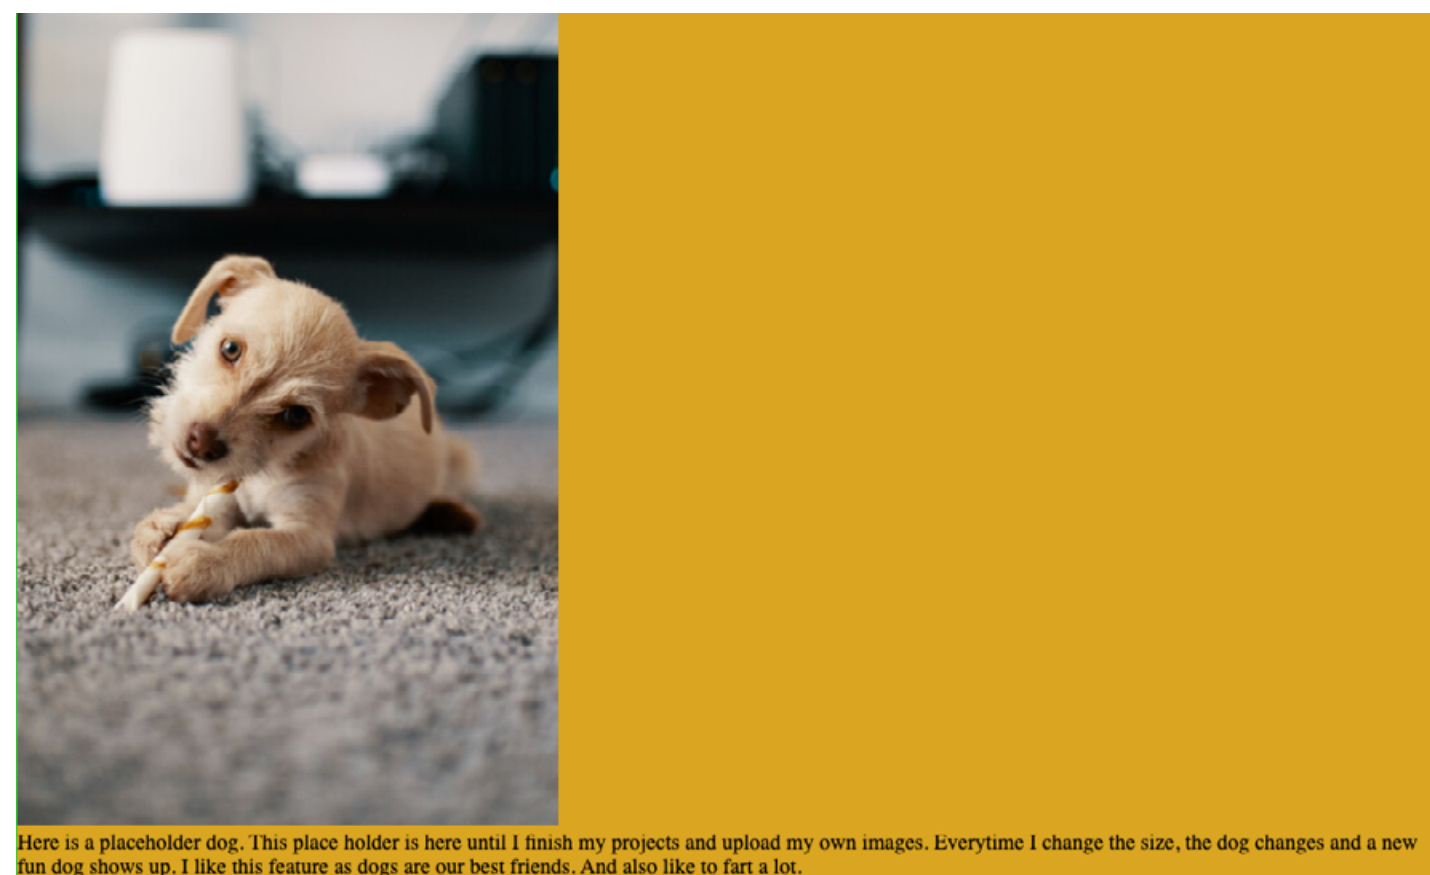 Here is a placeholder dog. This place holder is here until I finish my projects and upload my own images. Everytime I change the size, the dog changes and a new
fun dog shows up. I like this feature as dogs are our best friends. And also like to fart a lot.